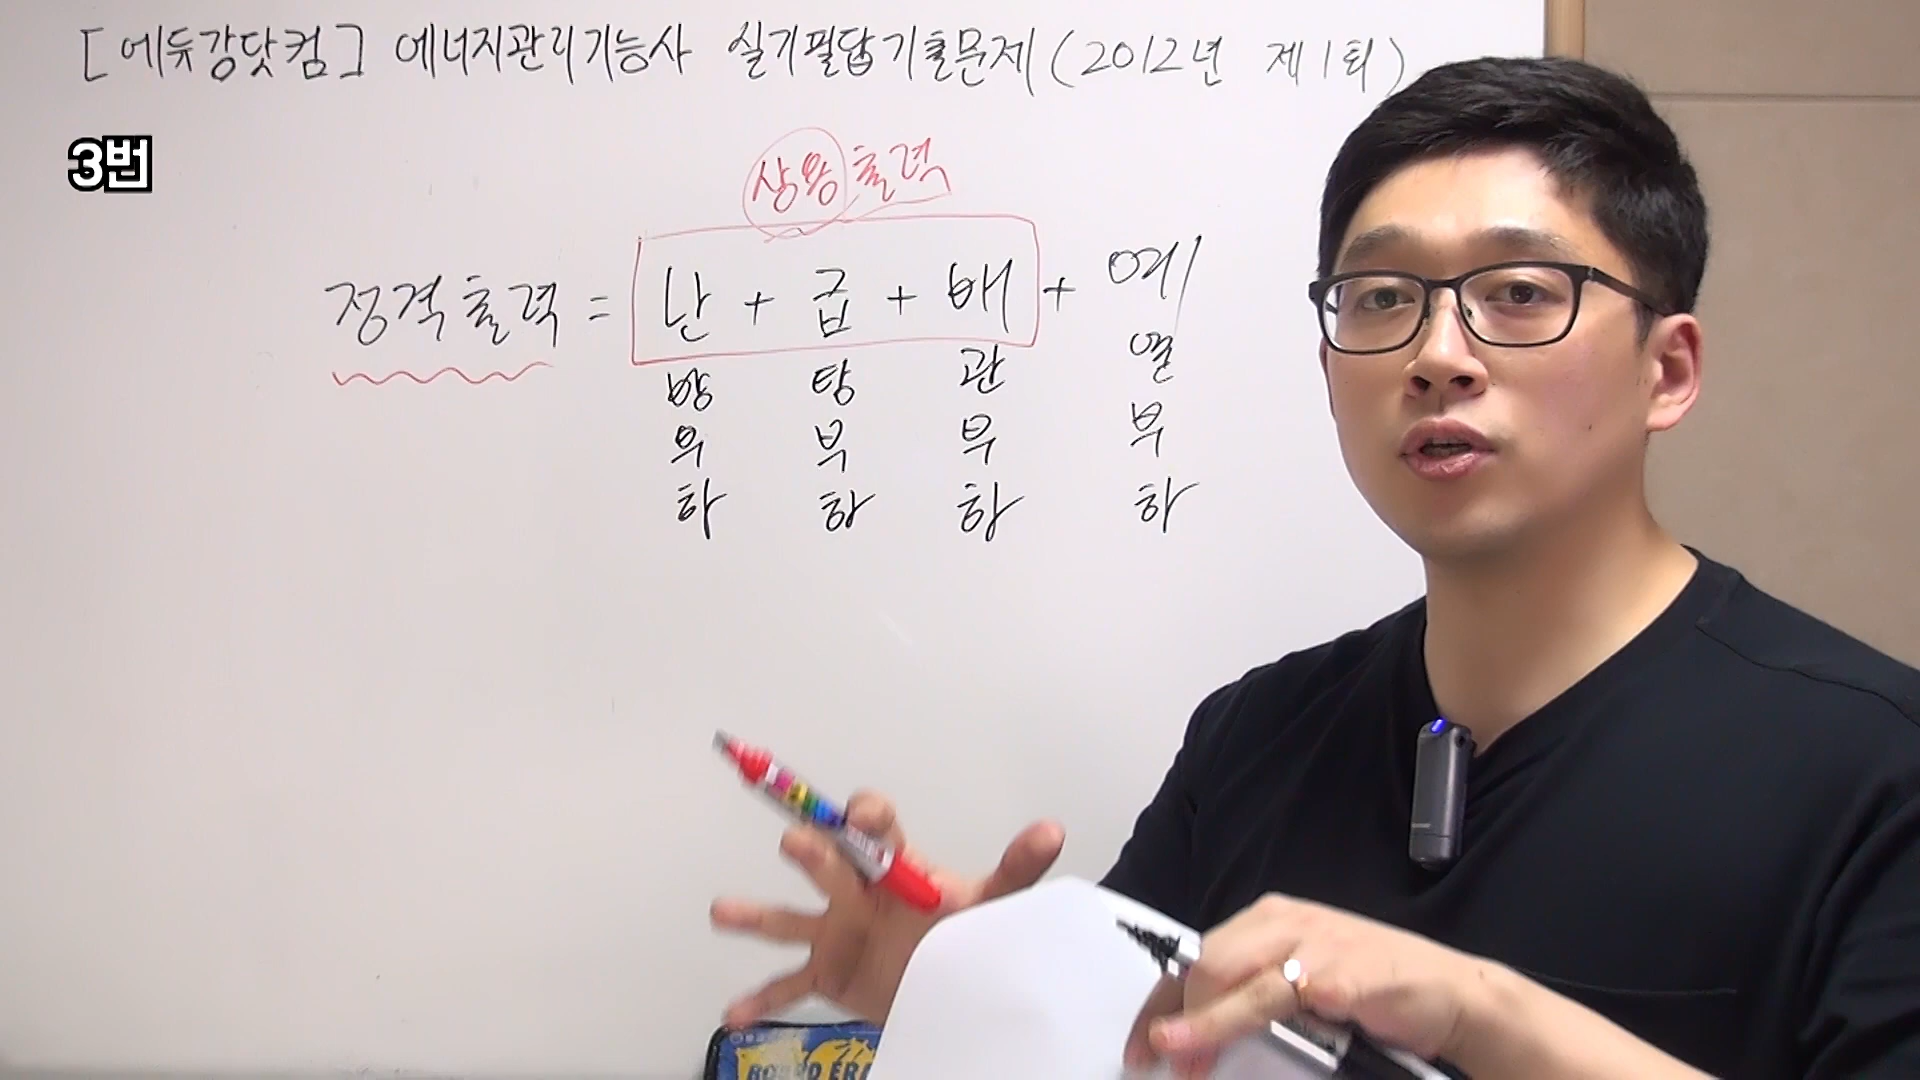 [에듀강닷컴] 에너지관리기능사 실기필답기출문제(2012년 제1회)
3번
상용출력
정격출력 = 난 + 급 + 배 + 예
방 탕 관 열
부 부 부 부
하 하 하 하